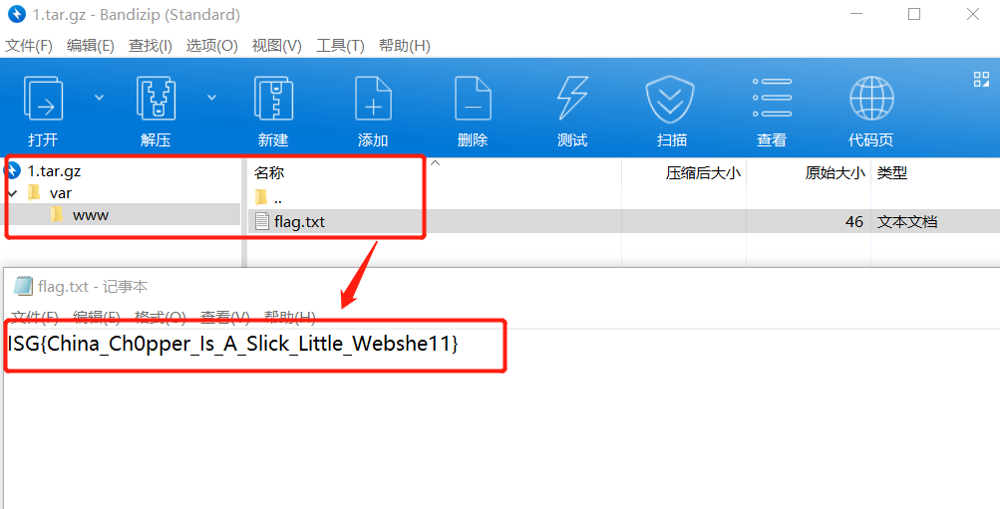 1.tar.gz - Bandizip (Standard)
文件(F) 编辑(E) 查找(I) 选项(O) 视图(V) 工具(T) 帮助(H)
打开 解压 新建 添加 删除 测试 扫描 查看 代码页
1.tar.gz
var
www
名称 压缩后大小 原始大小 类型
..
flag.txt 46 文本文档
flag.txt - 记事本
文件(F) 编辑(E) 格式(O) 查看(V) 帮助(H)
ISG{China_Ch0pper_Is_A_Slick_Little_Webshe11}